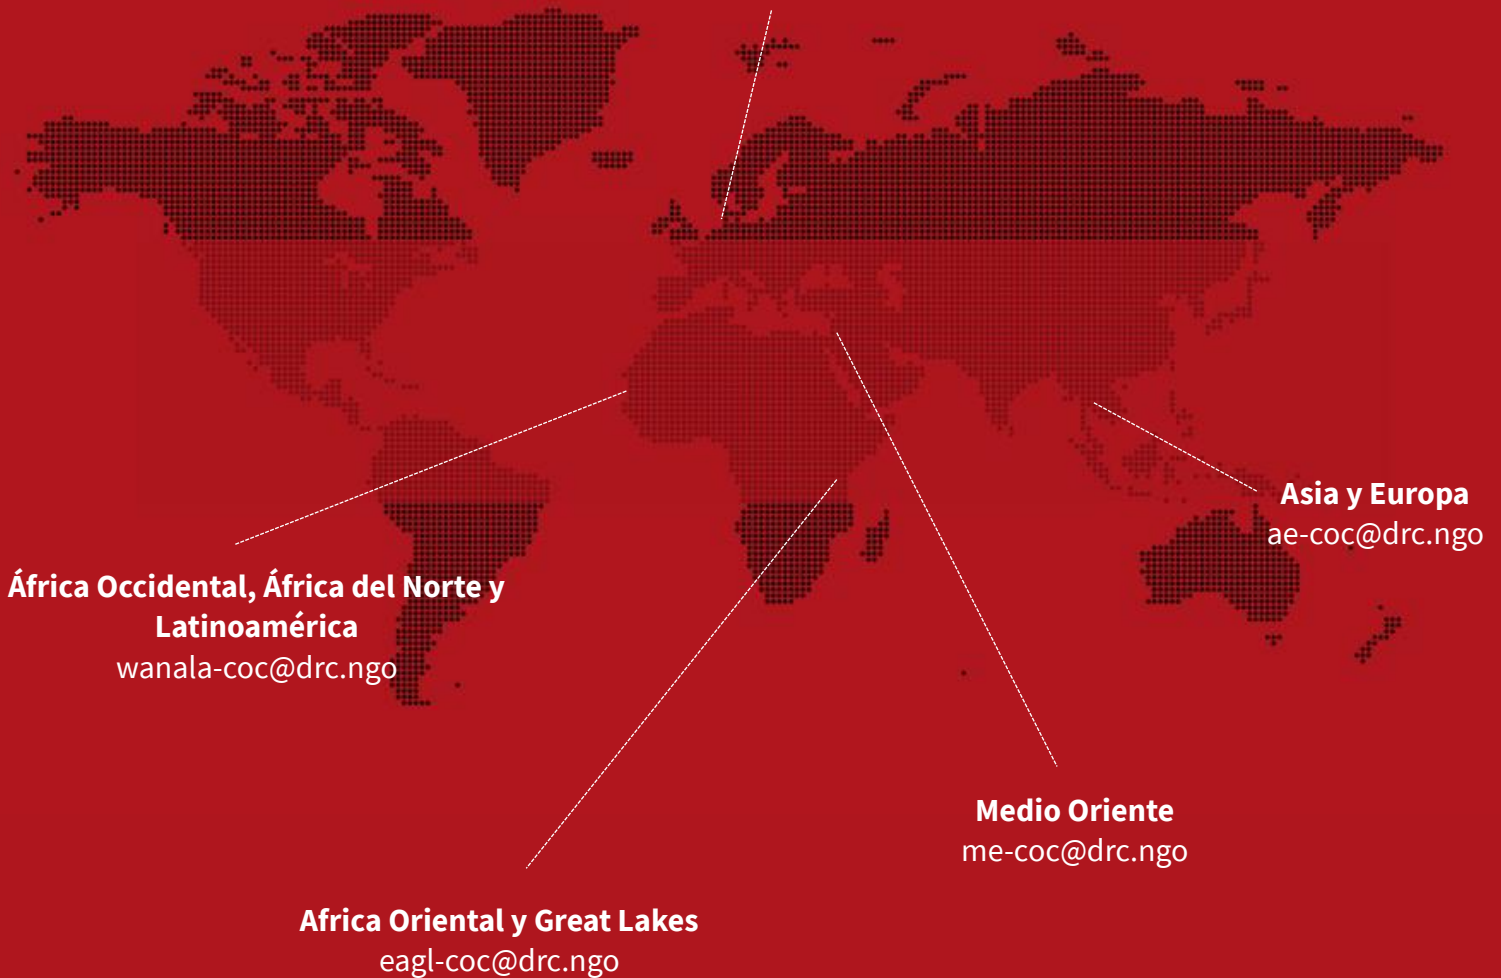 Asia y Europa
ae-coc@drc.ngo
África Occidental, África del Norte y
Latinoamérica
wanala-coc@drc.ngo
Medio Oriente
me-coc@drc.ngo
Africa Oriental y Great Lakes
eagl-coc@drc.ngo